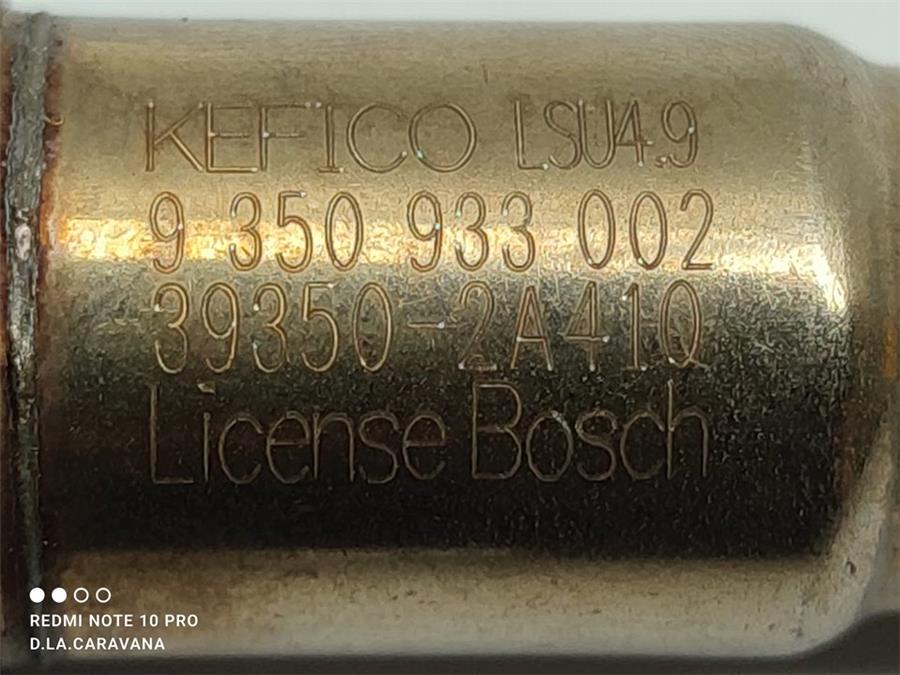 KEFICO LSU4.9
9 350 933 002
39350-2A410
License Bosch
REDMI NOTE 10 PRO
D.LA.CARAVANA